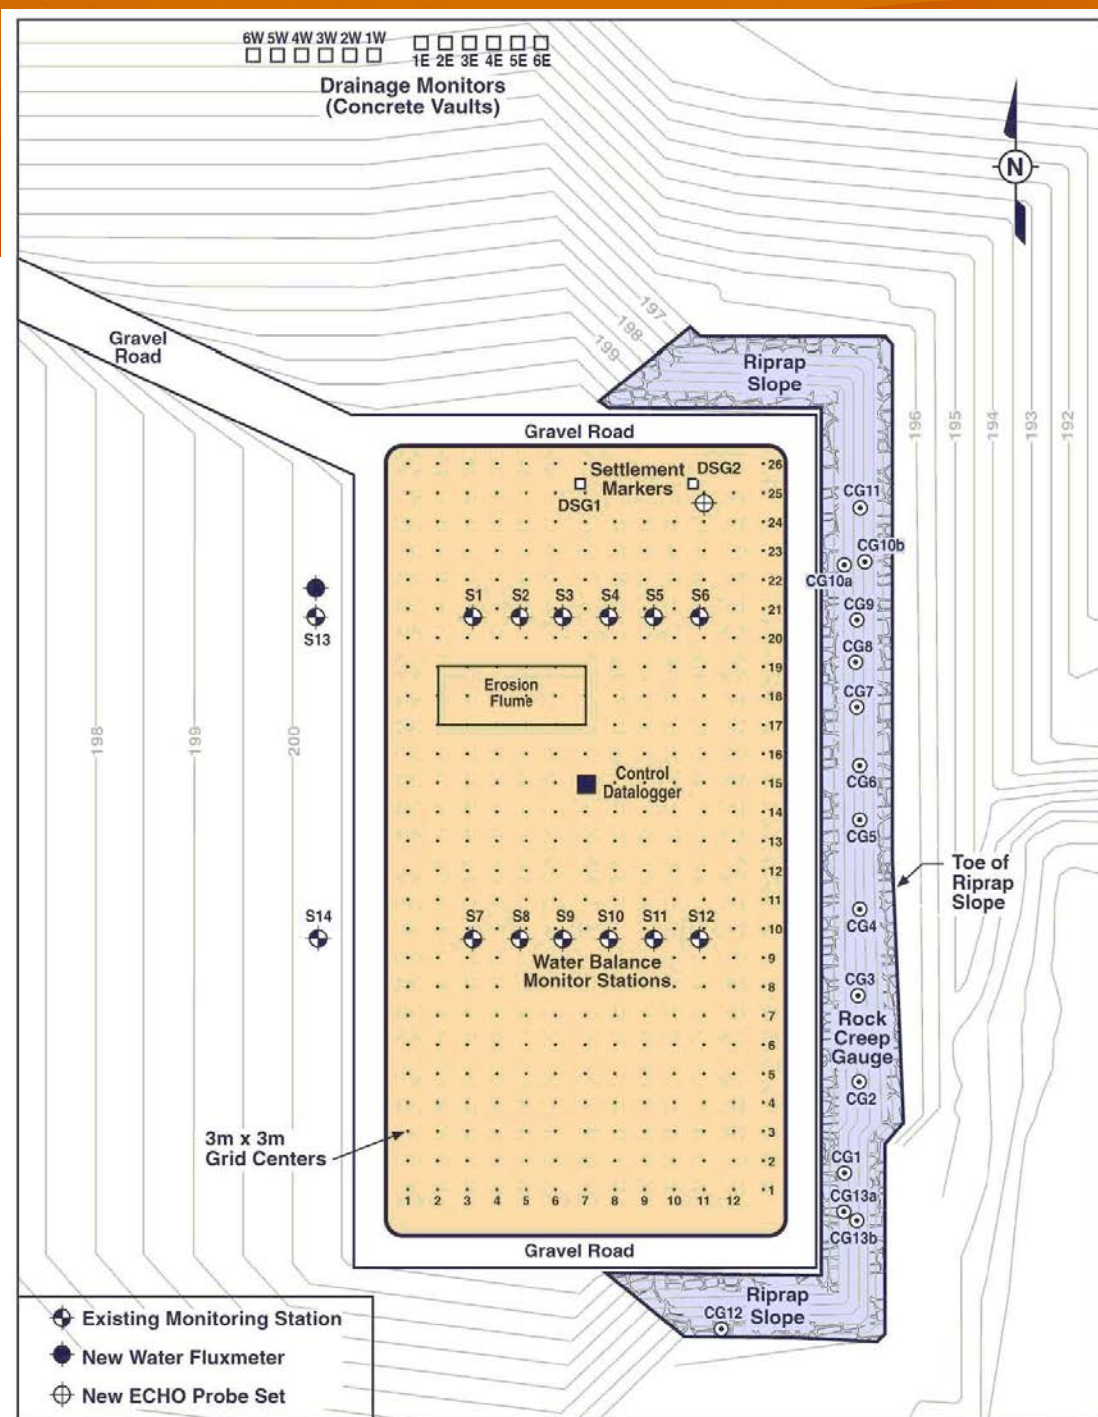 6W 5W 4W 3W 2W 1W
1E 2E 3E 4E 5E 6E
Drainage Monitors
(Concrete Vaults)
N
197
198
199
Gravel
Road
Riprap
Slope
196
195
194
193
192
Gravel Road
Settlement
Markers
DSG1
DSG2
26
25
24
23
22
21
20
19
18
17
16
15
14
13
12
11
10
9
8
7
6
5
4
3
2
1
CG11
CG10b
CG10a
CG9
CG8
CG7
CG6
CG5
CG4
CG3
Rock
Creep
Gauge
CG2
CG1
CG13a
CG13b
S1 S2 S3 S4 S5 S6
S13
Erosion
Flume
198
199
200
Control
Datalogger
Toe of
Riprap
Slope
S14
S7 S8 S9 S10 S11 S12
Water Balance
Monitor Stations
3m x 3m
Grid Centers
1 2 3 4 5 6 7 8 9 10 11 12
Gravel Road
Riprap
Slope
CG12
Existing Monitoring Station
New Water Fluxmeter
New ECHO Probe Set